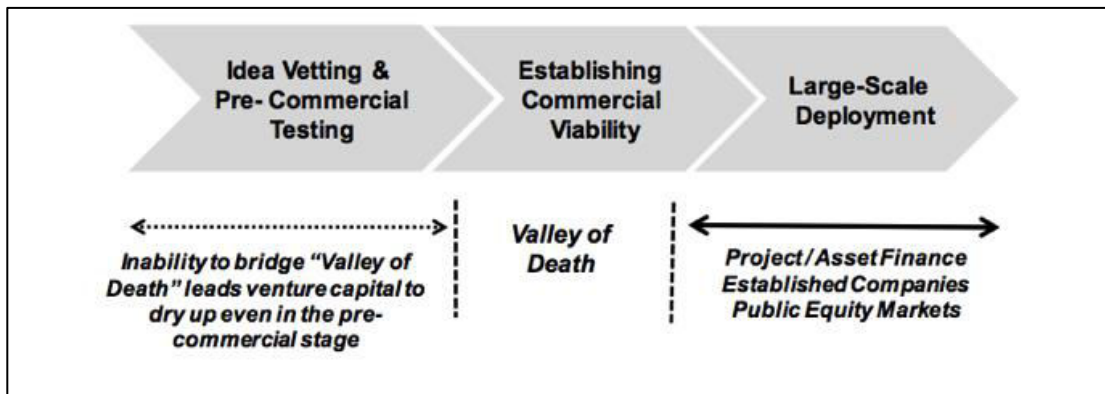 Idea Vetting &
Pre- Commercial
Testing
Establishing
Commercial
Viability
Large-Scale
Deployment
Inability to bridge “Valley of
Death” leads venture capital to
dry up even in the pre-
commercial stage
Valley of
Death
Project / Asset Finance
Established Companies
Public Equity Markets